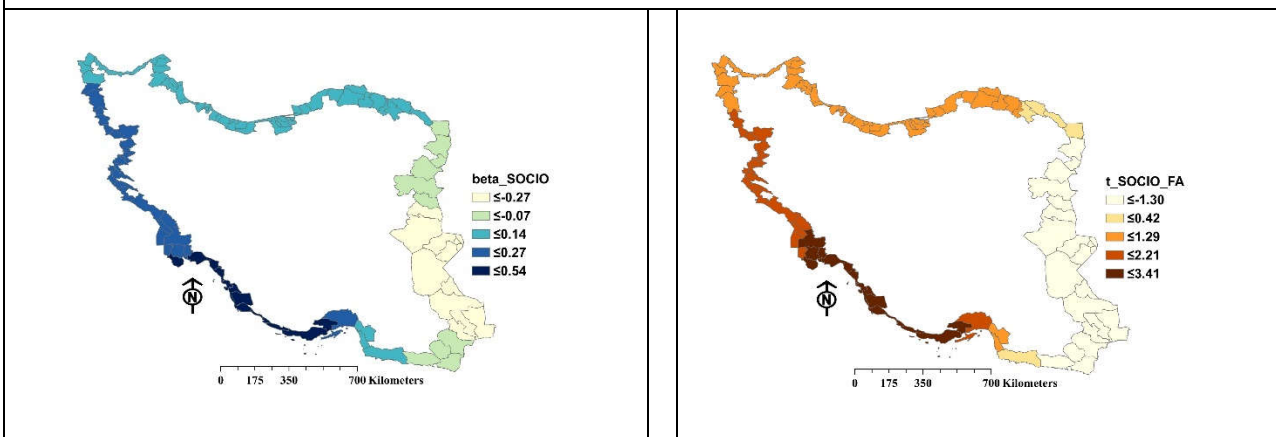 beta_SOCIO
≤-0.27
≤-0.07
≤0.14
≤0.27
≤0.54
N
0 175 350 700 Kilometers
t_SOCIO_FA
≤-1.30
≤0.42
≤1.29
≤2.21
≤3.41
N
0 175 350 700 Kilometers